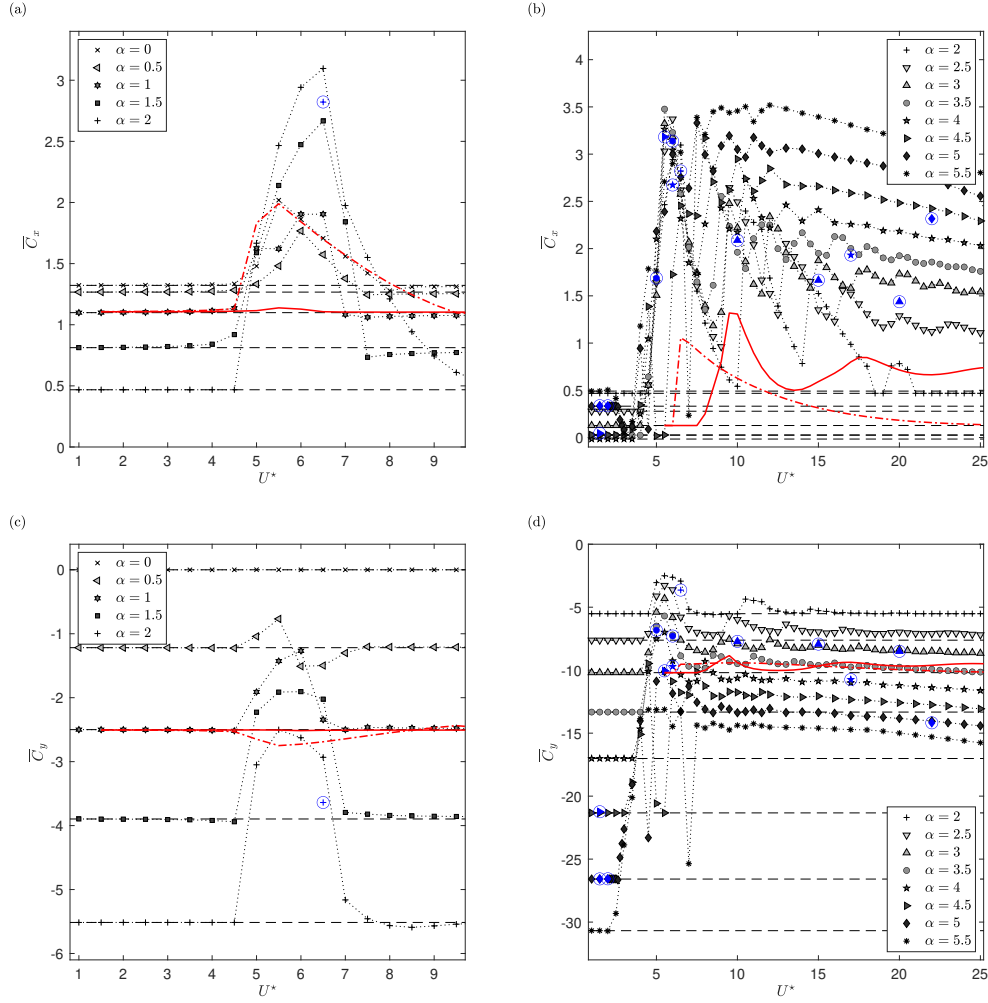 (a)
α = 0
α = 0.5
α = 1
α = 1.5
α = 2
3
2.5
2
1.5
1
0.5
0
C̅x
1 2 3 4 5 6 7 8 9
U⋆
(b)
α = 2
α = 2.5
α = 3
α = 3.5
α = 4
α = 4.5
α = 5
α = 5.5
4
3.5
3
2.5
2
1.5
1
0.5
0
C̅x
5 10 15 20 25
U⋆
(c)
α = 0
α = 0.5
α = 1
α = 1.5
α = 2
0
-1
-2
-3
-4
-5
-6
C̅y
1 2 3 4 5 6 7 8 9
U⋆
(d)
0
-5
-10
-15
-20
-25
-30
C̅y
α = 2
α = 2.5
α = 3
α = 3.5
α = 4
α = 4.5
α = 5
α = 5.5
5 10 15 20 25
U⋆